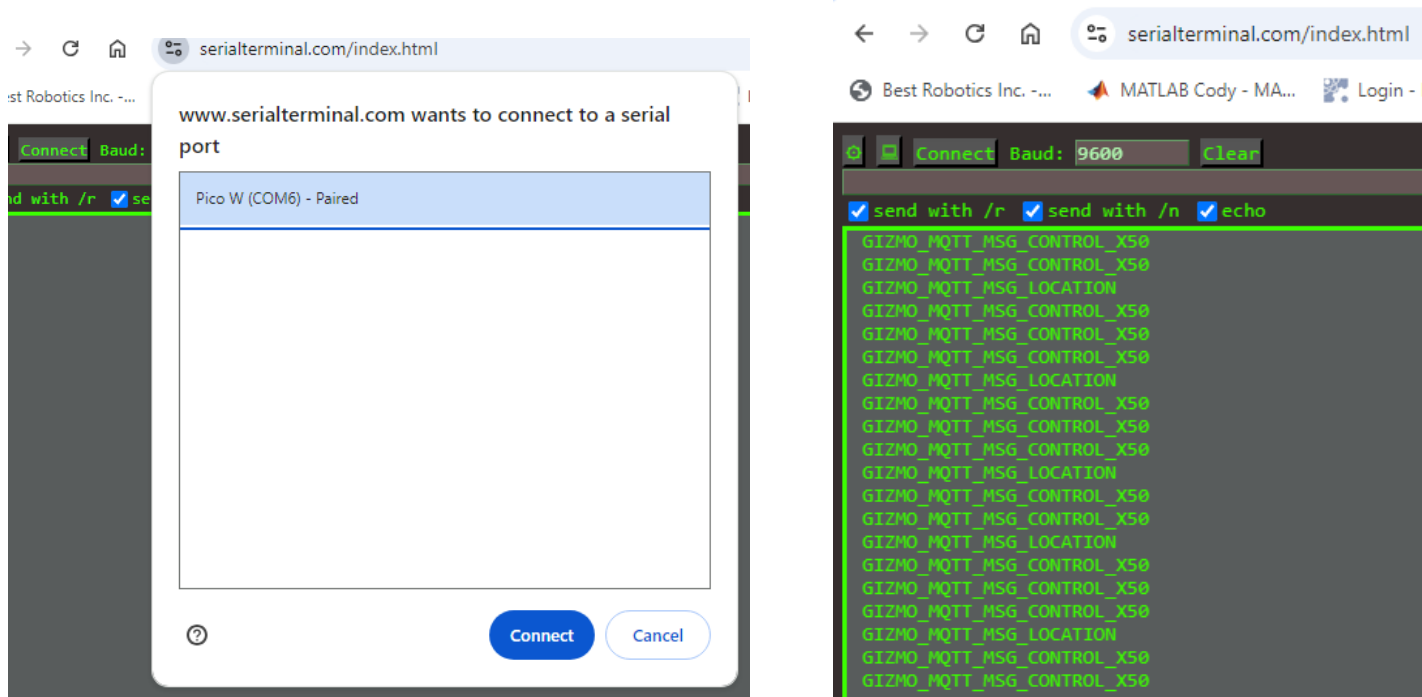 serialterminal.com/index.html
st Robotics Inc. -...
www.serialterminal.com wants to connect to a serial
port
Connect Baud:
nd with /r se
Pico W (COM6) - Paired
Connect Cancel
serialterminal.com/index.html
Best Robotics Inc. -... MATLAB Cody - MA... Login -
Connect Baud: 9600 Clear
send with /r send with /n echo
GIZMO_MQTT_MSG_CONTROL_X50
GIZMO_MQTT_MSG_CONTROL_X50
GIZMO_MQTT_MSG_LOCATION
GIZMO_MQTT_MSG_CONTROL_X50
GIZMO_MQTT_MSG_CONTROL_X50
GIZMO_MQTT_MSG_CONTROL_X50
GIZMO_MQTT_MSG_LOCATION
GIZMO_MQTT_MSG_CONTROL_X50
GIZMO_MQTT_MSG_CONTROL_X50
GIZMO_MQTT_MSG_CONTROL_X50
GIZMO_MQTT_MSG_LOCATION
GIZMO_MQTT_MSG_CONTROL_X50
GIZMO_MQTT_MSG_CONTROL_X50
GIZMO_MQTT_MSG_LOCATION
GIZMO_MQTT_MSG_CONTROL_X50
GIZMO_MQTT_MSG_CONTROL_X50
GIZMO_MQTT_MSG_CONTROL_X50
GIZMO_MQTT_MSG_LOCATION
GIZMO_MQTT_MSG_CONTROL_X50
GIZMO_MQTT_MSG_CONTROL_X50